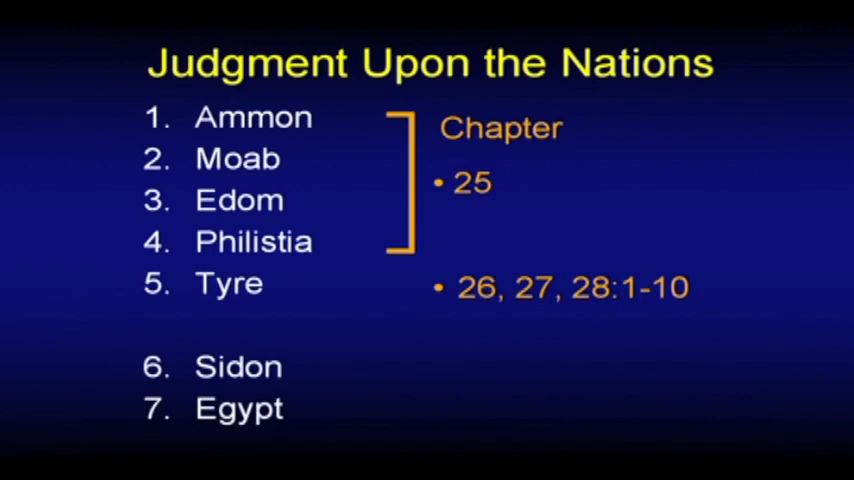 Judgment Upon the Nations
1. Ammon
2. Moab
3. Edom
4. Philistia
5. Tyre
6. Sidon
7. Egypt
Chapter
• 25
• 26, 27, 28:1-10